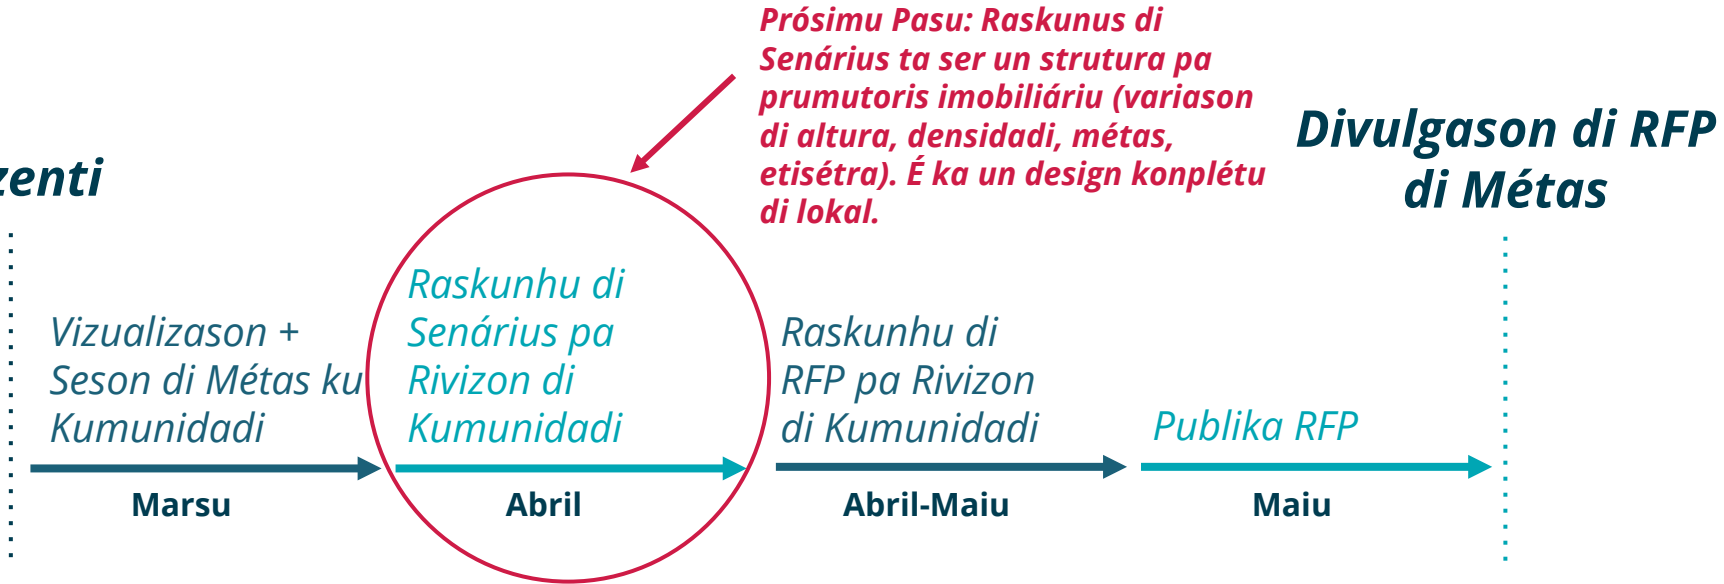 Prósimu Pasu: Raskunus di
Senárius ta ser un strutura pa
prumutoris imobiliáriu (variason
di altura, densidadi, métas,
etisétra). É ka un design konplétu
di lokal.
Divulgason di RFP
di Métas
zenti
Vizualizason +
Seson di Métas ku
Kumunidadi
Marsu
Raskunhu di
Senárius pa
Rivizon di
Kumunidadi
Abril
Raskunhu di
RFP pa Rivizon
di Kumunidadi
Abril-Maiu
Publika RFP
Maiu